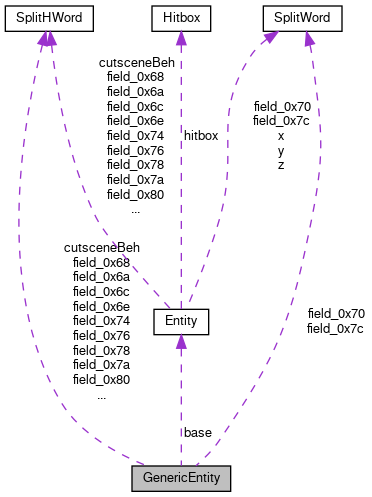 SplitHWord
Hitbox
SplitWord
cutsceneBeh
field_0x68
field_0x6a
field_0x6c
field_0x6e
field_0x74
field_0x76
field_0x78
field_0x7a
field_0x80
...
hitbox
field_0x70
field_0x7c
x
y
z
cutsceneBeh
field_0x68
field_0x6a
field_0x6c
field_0x6e
field_0x74
field_0x76
field_0x78
field_0x7a
field_0x80
...
Entity
field_0x70
field_0x7c
base
GenericEntity